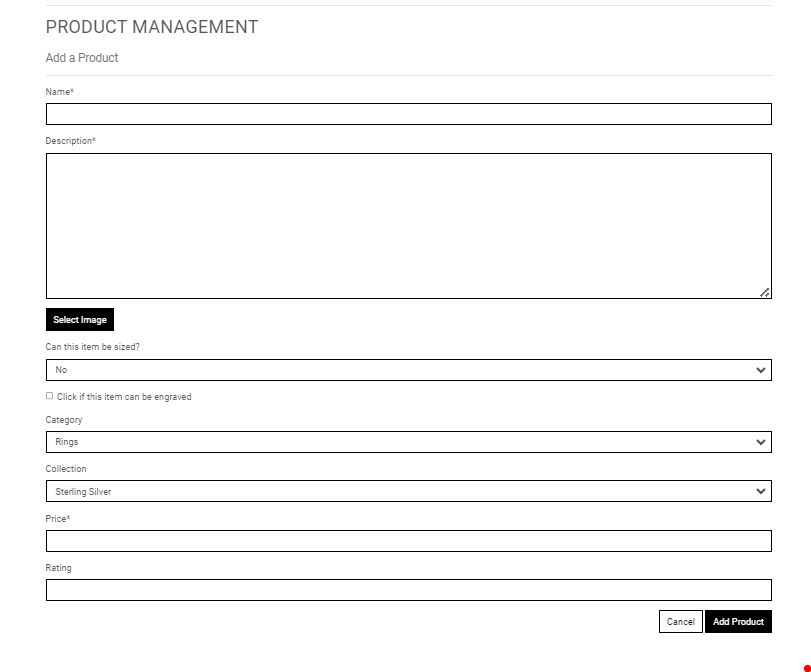 PRODUCT MANAGEMENT
Add a Product
Name*
Description*
Select Image
Can this item be sized?
No
Click if this item can be engraved
Category
Rings
Collection
Sterling Silver
Price*
Rating
Cancel Add Product